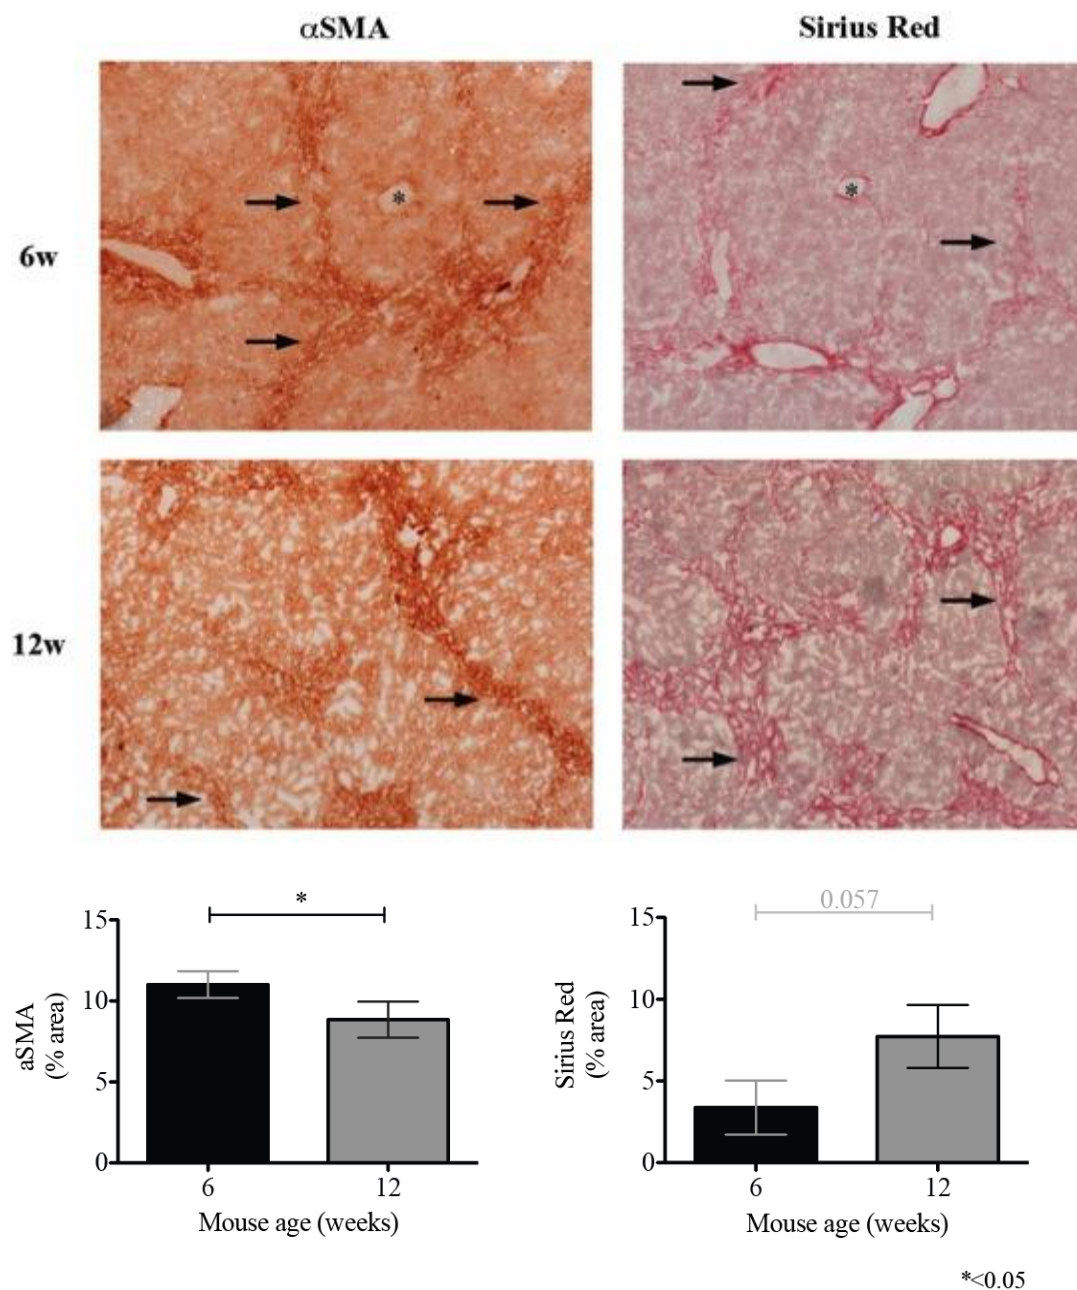 αSMA
Sirius Red
6w
*
*
12w
*
15
10
5
0
aSMA
(% area)
6
12
Mouse age (weeks)
0.057
15
10
5
0
Sirius Red
(% area)
6
12
Mouse age (weeks)
*<0.05